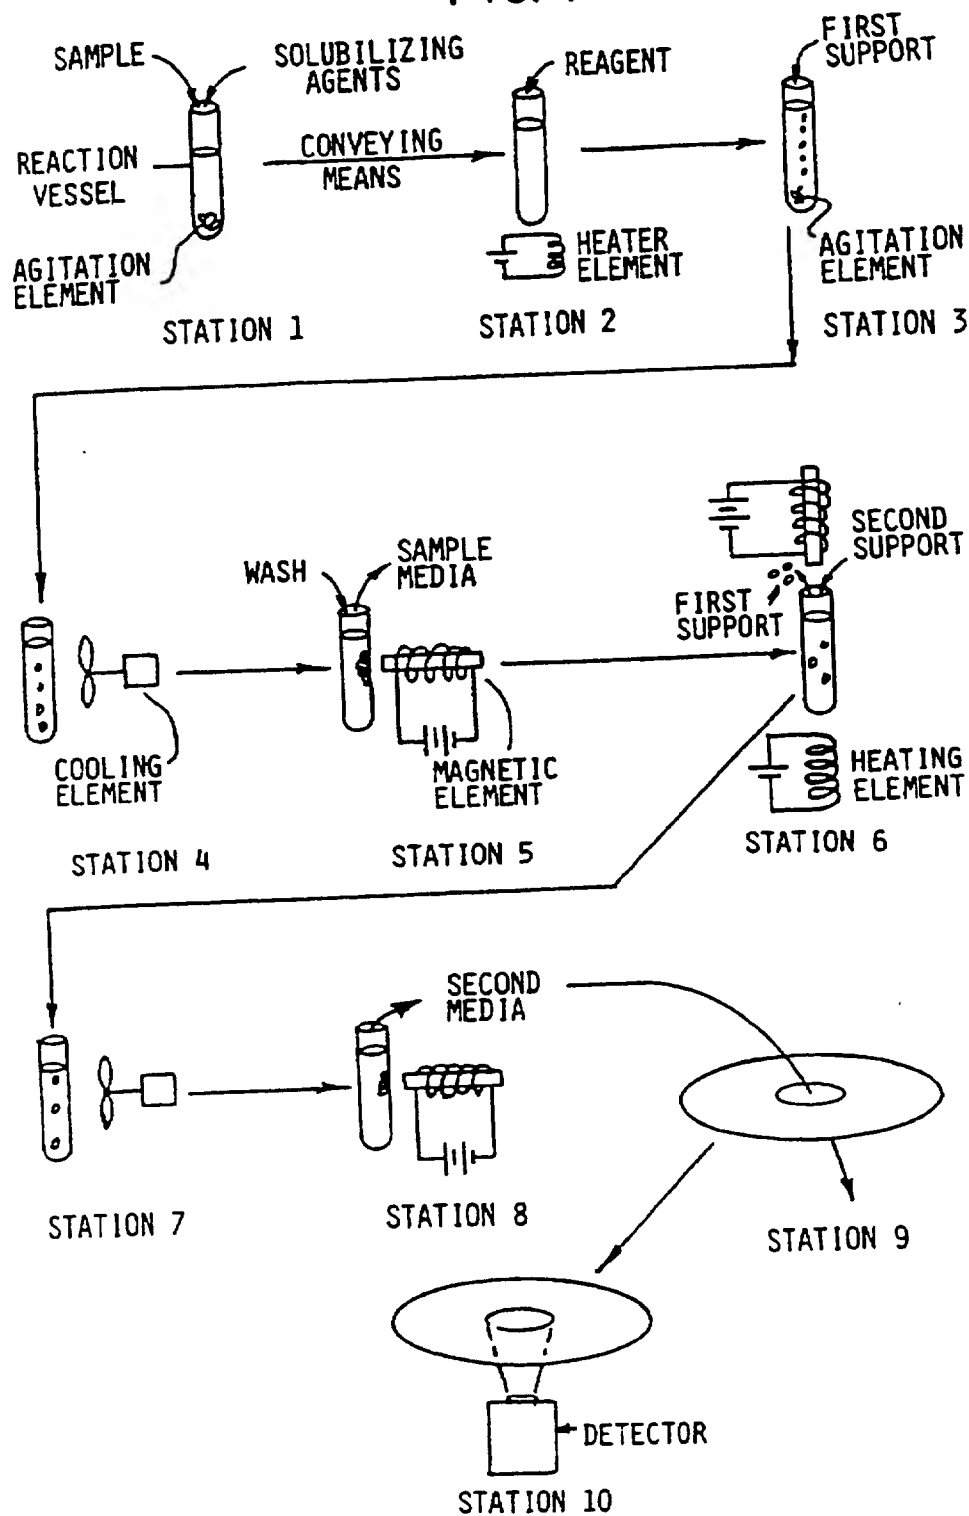 SAMPLE
SOLUBILIZING
AGENTS
REACTION
VESSEL
AGITATION
ELEMENT
STATION 1
CONVEYING
MEANS
REAGENT
HEATER
ELEMENT
STATION 2
FIRST
SUPPORT
AGITATION
ELEMENT
STATION 3
COOLING
ELEMENT
STATION 4
WASH
SAMPLE
MEDIA
MAGNETIC
ELEMENT
STATION 5
SECOND
SUPPORT
FIRST
SUPPORT
HEATING
ELEMENT
STATION 6
STATION 7
SECOND
MEDIA
STATION 8
STATION 9
DETECTOR
STATION 10